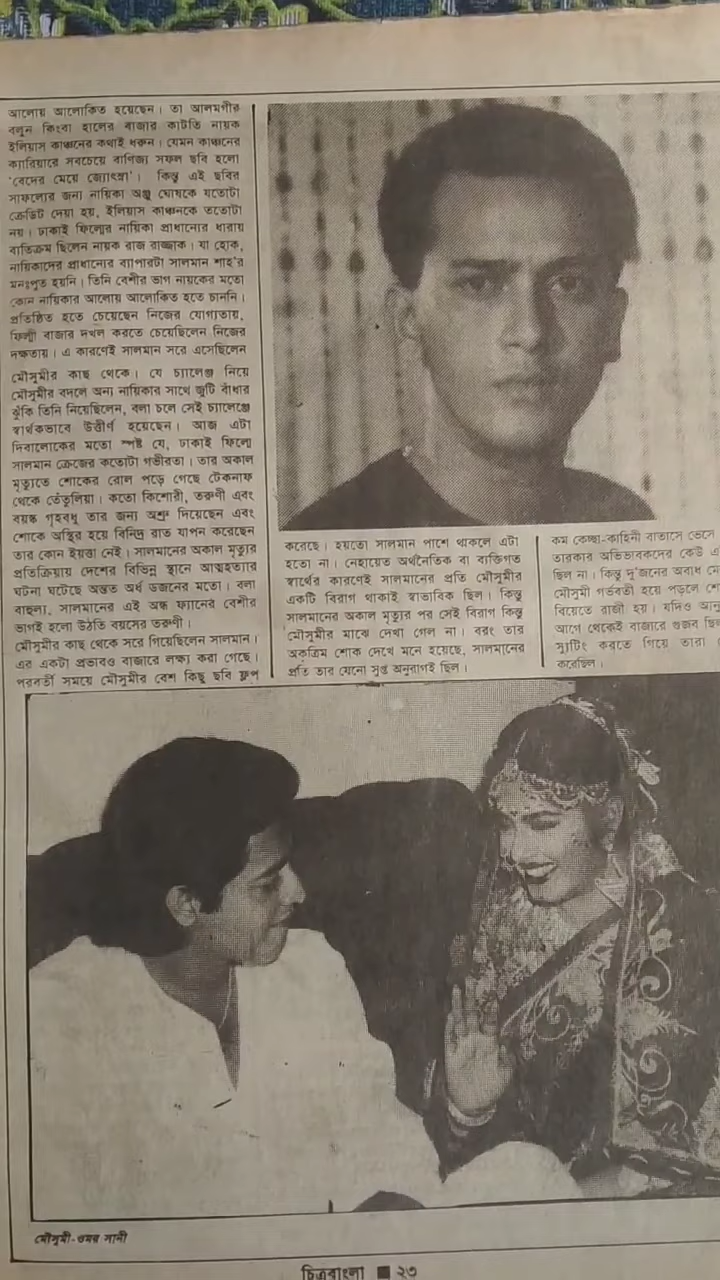 আলোয় আলোকিত হয়েছেন। তা আলমগীর
বলুন কিংবা হালের বাজার কাটতি নায়ক
ইলিয়াস কাঞ্চনের কথাই ধরুন। যেমন কাঞ্চনের
ক্যারিয়ারে সবচেয়ে বাণিজ্য সফল ছবি হলো
'বেদের মেয়ে জ্যোৎস্না'। কিন্তু এই ছবির
সাফল্যের জন্য নায়িকা অঞ্জু ঘোষকে যতোটা
ক্রেডিট দেয়া হয়, ইলিয়াস কাঞ্চনকে ততোটা
নয়। ঢাকাই ফিল্মের নায়িকা প্রাধান্যের ধারায়
ব্যতিক্রম ছিলেন নায়ক রাজ রাজ্জাক। যা হোক,
নায়িকাদের প্রাধান্যের ব্যাপারটা সালমান শাহ'র
মনঃপুত হয়নি। তিনি বেশীর ভাগ নায়কের মতো
কোন নায়িকার আলোয় আলোকিত হতে চাননি।
প্রতিষ্ঠিত হতে চেয়েছেন নিজের যোগ্যতায়,
ফিল্মী বাজার দখল করতে চেয়েছিলেন নিজের
দক্ষতায়। এ কারণেই সালমান সরে এসেছিলেন
মৌসুমীর কাছ থেকে। যে চ্যালেঞ্জ নিয়ে
মৌসুমীর বদলে অন্য নায়িকার সাথে জুটি বাঁধার
ঝুঁকি তিনি নিয়েছিলেন, বলা চলে সেই চ্যালেঞ্জে
স্বার্থকভাবে উত্তীর্ণ হয়েছেন। আজ এটা
দিবালোকের মতো স্পষ্ট যে, ঢাকাই ফিল্মে
সালমান ক্রেজের কতোটা গভীরতা। তার অকাল
মৃত্যুতে শোকের রোল পড়ে গেছে টেকনাফ
থেকে তেঁতুলিয়া। কতো কিশোরী, তরুণী এবং
বয়স্ক গৃহবধু তার জন্য অশ্রু দিয়েছেন এবং
শোকে অস্থির হয়ে বিনিদ্র রাত যাপন করেছেন
তার কোন ইয়ত্তা নেই। সালমানের অকাল মৃত্যুর
প্রতিক্রিয়ায় দেশের বিভিন্ন স্থানে আত্মহত্যার
ঘটনা ঘটেছে অন্তত অর্ধ ডজনের মতো। বলা
বাহুল্য, সালমানের এই অন্ধ ফ্যানের বেশীর
ভাগই হলো উঠতি বয়সের তরুণী।
মৌসুমীর কাছ থেকে সরে গিয়েছিলেন সালমান।
এর একটা প্রভাবও বাজারে লক্ষ্য করা গেছে।
পরবর্তী সময়ে মৌসুমীর বেশ কিছু ছবি ফ্লপ
করেছে। হয়তো সালমান পাশে থাকলে এটা
হতো না। নেহায়েত অর্থনৈতিক বা ব্যক্তিগত
স্বার্থের কারণেই সালমানের প্রতি মৌসুমীর
একটি বিরাগ থাকাই স্বাভাবিক ছিল। কিন্তু
সালমানের অকাল মৃত্যুর পর সেই বিরাগ কিন্তু
মৌসুমীর মাঝে দেখা গেল না। বরং তার
অকৃত্রিম শোক দেখে মনে হয়েছে, সালমানের
প্রতি তার যেনো সুপ্ত অনুরাগই ছিল।
কম কেচ্ছা-কাহিনী বাতাসে ভেসে
তারকার অভিভাবকদের কেউ
ছিল না। কিন্তু দু'জনের অবাধ
মৌসুমী গর্ভবতী হয়ে পড়লে
বিয়েতে রাজী হয়। যদিও
আগে থেকেই বাজারে গুজব
স্যুটিং করতে গিয়ে তারা
করেছিল।
মৌসুমী-ওমর সানী
চিত্রবাংলা ■ ২৩